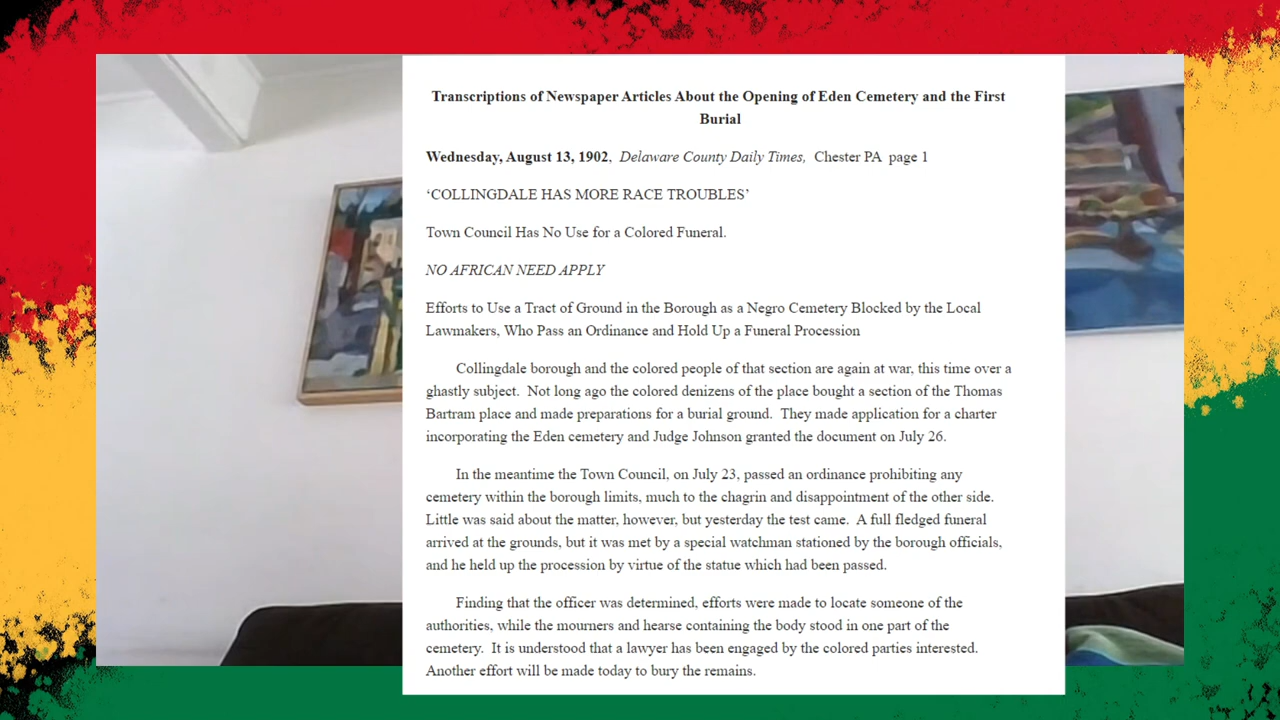 Transcriptions of Newspaper Articles About the Opening of Eden Cemetery and the First
Burial
Wednesday, August 13, 1902, Delaware County Daily Times, Chester PA page 1
‘COLLINGDALE HAS MORE RACE TROUBLES’
Town Council Has No Use for a Colored Funeral.
NO AFRICAN NEED APPLY
Efforts to Use a Tract of Ground in the Borough as a Negro Cemetery Blocked by the Local
Lawmakers, Who Pass an Ordinance and Hold Up a Funeral Procession
Collingdale borough and the colored people of that section are again at war, this time over a
ghastly subject. Not long ago the colored denizens of the place bought a section of the Thomas
Bartram place and made preparations for a burial ground. They made application for a charter
incorporating the Eden cemetery and Judge Johnson granted the document on July 26.
In the meantime the Town Council, on July 23, passed an ordinance prohibiting any
cemetery within the borough limits, much to the chagrin and disappointment of the other side.
Little was said about the matter, however, but yesterday the test came. A full fledged funeral
arrived at the grounds, but it was met by a special watchman stationed by the borough officials,
and he held up the procession by virtue of the statue which had been passed.
Finding that the officer was determined, efforts were made to locate someone of the
authorities, while the mourners and hearse containing the body stood in one part of the
cemetery. It is understood that a lawyer has been engaged by the colored parties interested.
Another effort will be made today to bury the remains.